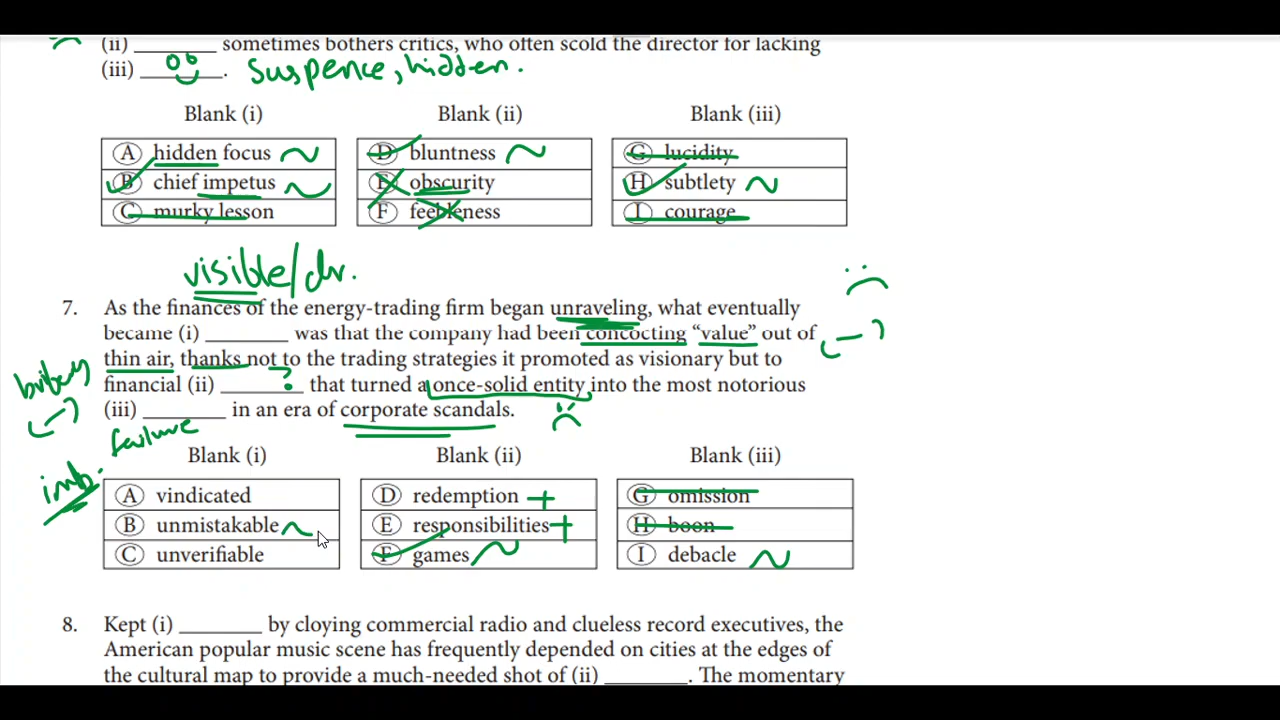 (ii) ________ sometimes bothers critics, who often scold the director for lacking
(iii) ________. suspence, hidden.
Blank (i) Blank (ii) Blank (iii)
A hidden focus D bluntness G lucidity
B chief impetus E obscurity H subtlety
C murky lesson F feebleness I courage
visible/
7. As the finances of the energy-trading firm began unraveling, what eventually
became (i) ________ was that the company had been concocting “value” out of
thin air, thanks not to the trading strategies it promoted as visionary but to
financial (ii) ________ ? that turned a once-solid entity into the most notorious
(iii) ________ in an era of corporate scandals.
failure
Blank (i) Blank (ii) Blank (iii)
A vindicated D redemption + G omission
B unmistakable E responsibilities + H boon
C unverifiable F games I debacle
8. Kept (i) ________ by cloying commercial radio and clueless record executives, the
American popular music scene has frequently depended on cities at the edges of
the cultural map to provide a much-needed shot of (ii) ________. The momentary